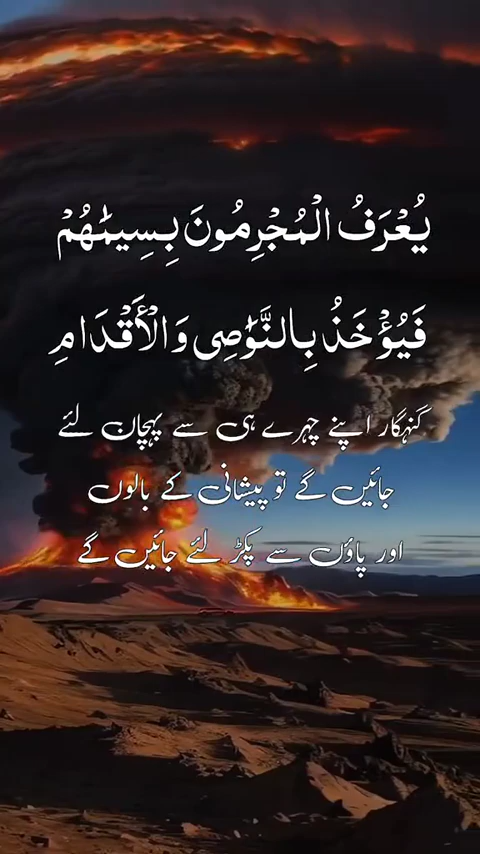 يُعْرَفُ الْمُجْرِمُونَ بِسِيمٰهُمْ
فَيُؤْخَذُ بِالنَّوٰصِى وَالْأَقْدَامِ
گنہگار اپنے چہرے ہی سے پہچان لئے
جائیں گے تو پیشانی کے بالوں
اور پاؤں سے پکڑ لئے جائیں گے